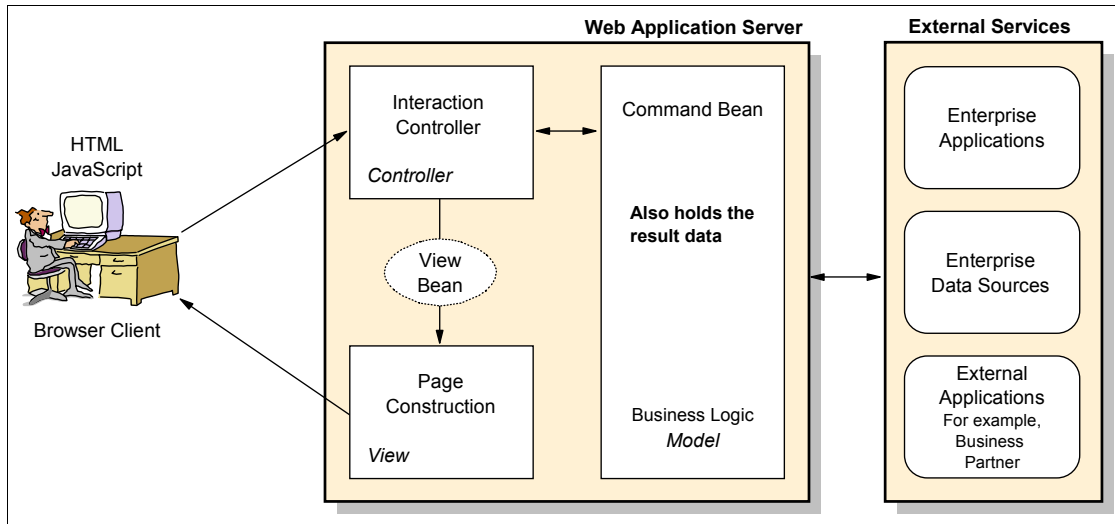 Web Application Server
External Services
HTML
JavaScript
Browser Client
Interaction
Controller
Controller
View
Bean
Page
Construction
View
Command Bean
Also holds the
result data
Business Logic
Model
Enterprise
Applications
Enterprise
Data Sources
External
Applications
For example,
Business
Partner